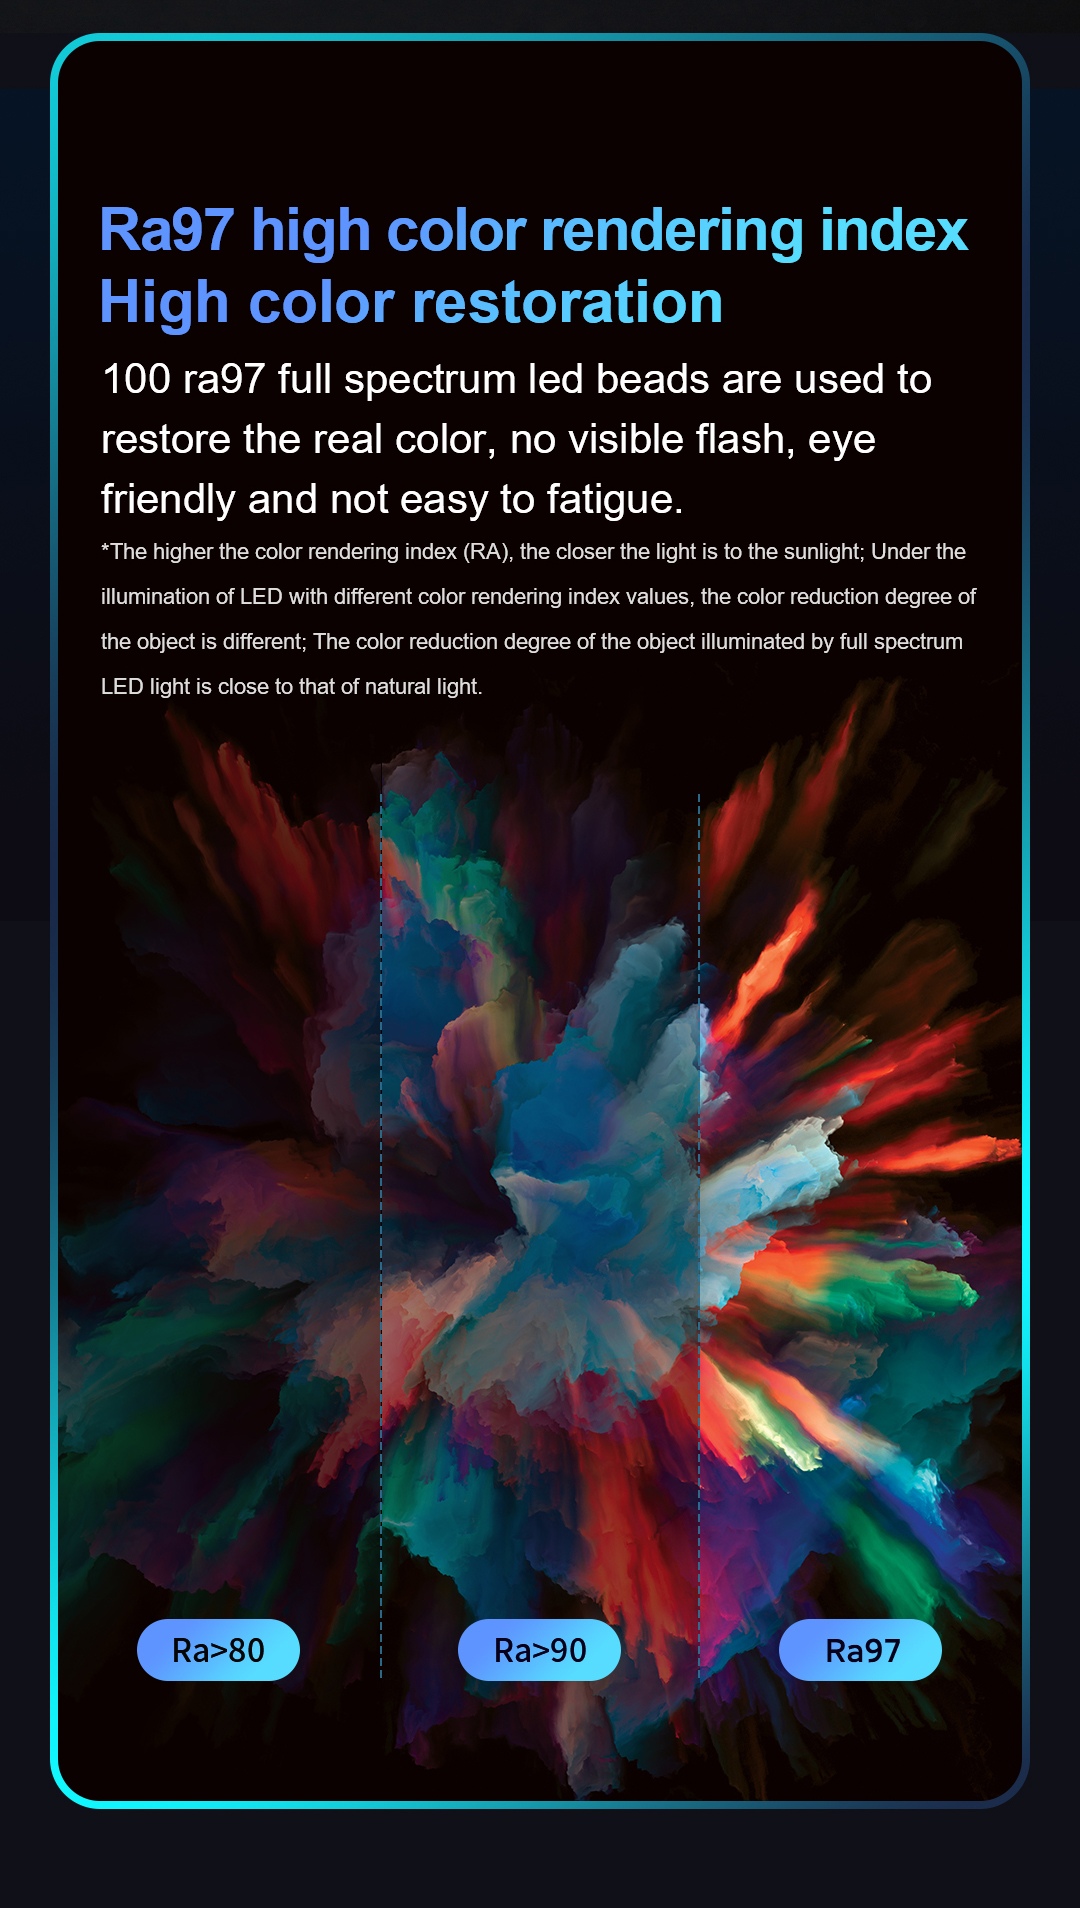 Ra97 high color rendering index
High color restoration
100 ra97 full spectrum led beads are used to
restore the real color, no visible flash, eye
friendly and not easy to fatigue.
*The higher the color rendering index (RA), the closer the light is to the sunlight; Under the
illumination of LED with different color rendering index values, the color reduction degree of
the object is different; The color reduction degree of the object illuminated by full spectrum
LED light is close to that of natural light.
Ra>80
Ra>90
Ra97